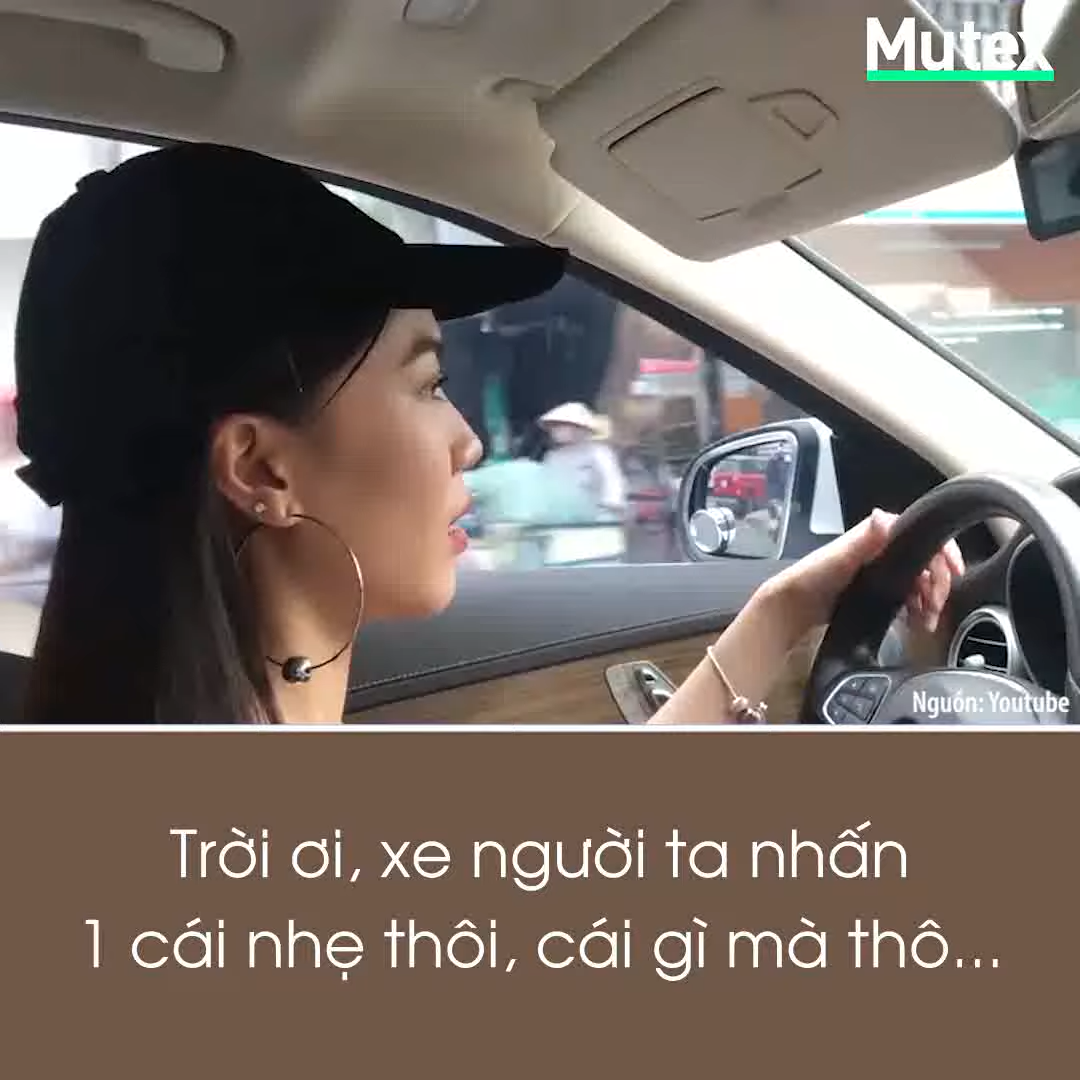 Mutex
Nguồn: Youtube
Trời ơi, xe người ta nhấn
1 cái nhẹ thôi, cái gì mà thô...